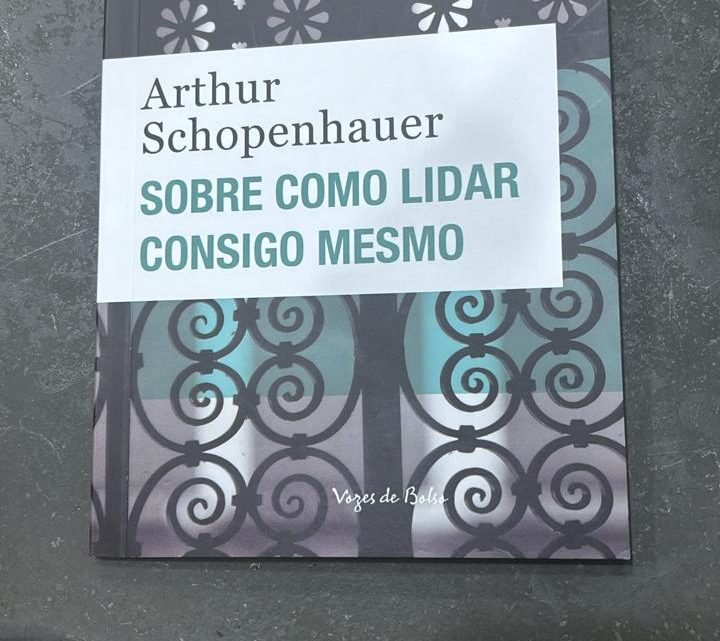 Arthur
Schopenhauer
SOBRE COMO LIDAR
CONSIGO MESMO
Vozes de Bolso